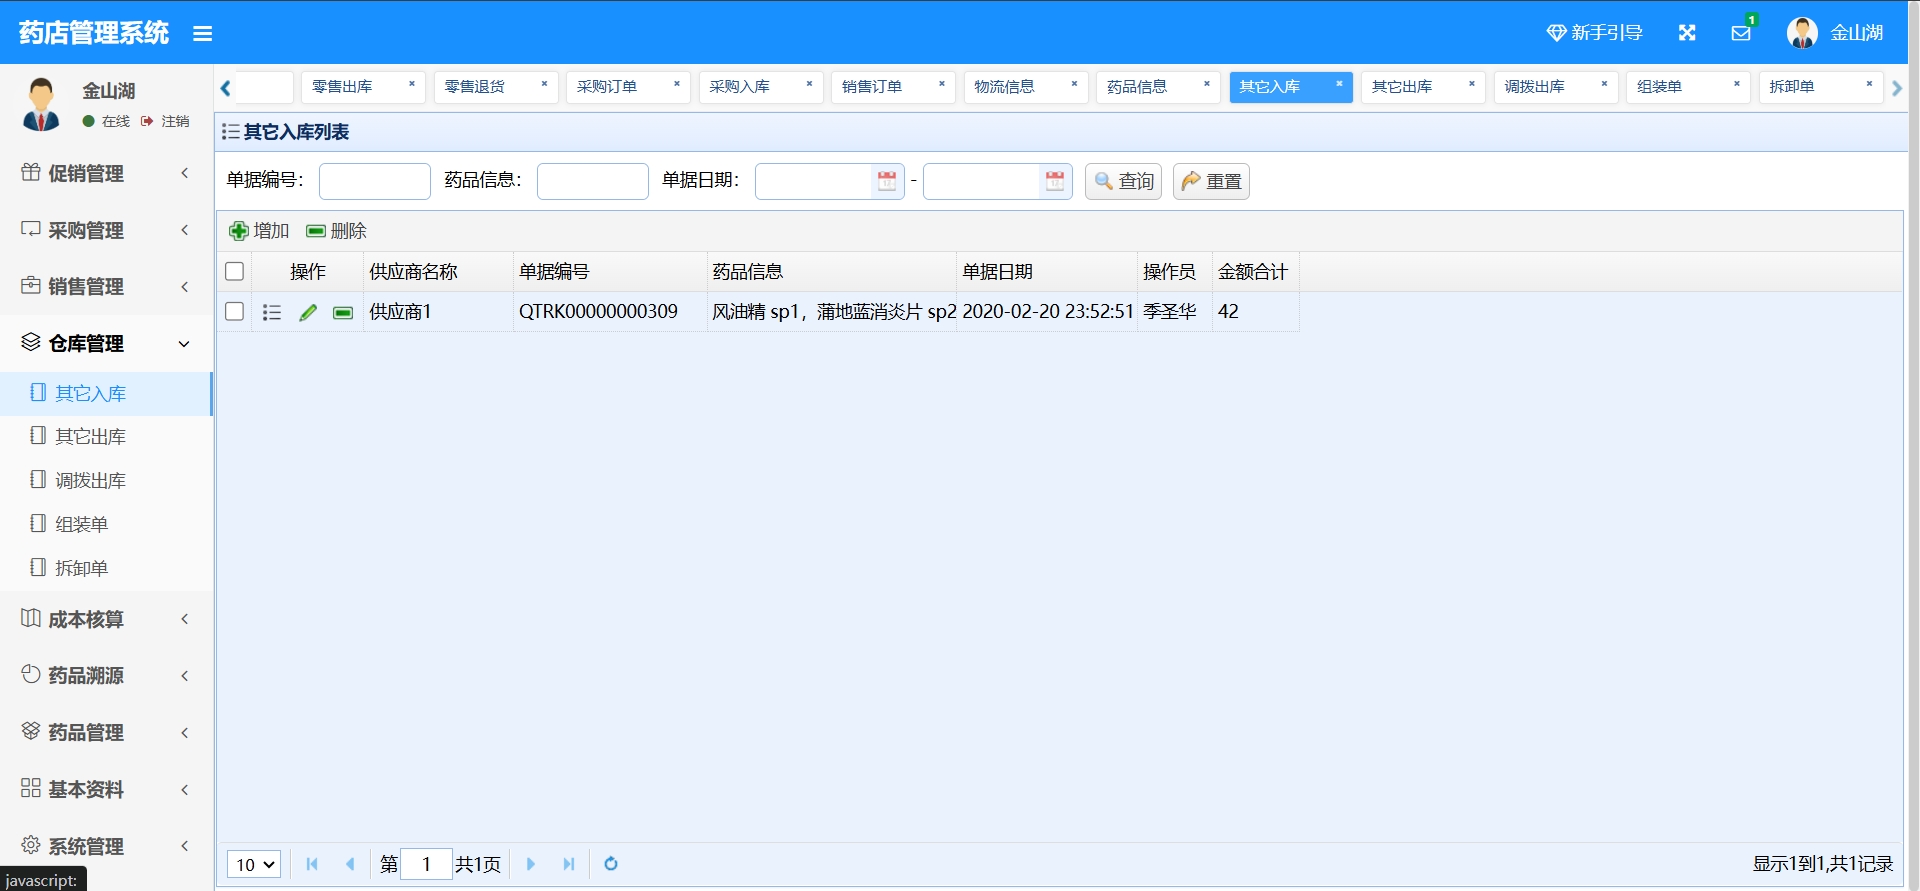 药店管理系统
新手引导
1
金山湖
金山湖
在线 注销
零售出库 零售退货 采购订单 采购入库 销售订单 物流信息 药品信息 其它入库 其它出库 调拨出库 组装单 拆卸单
其它入库列表
单据编号： 药品信息： 单据日期： - 查询 重置
增加 删除
操作 供应商名称 单据编号 药品信息 单据日期 操作员 金额合计
供应商1 QTRK00000000309 风油精 sp1，蒲地蓝消炎片 sp2 2020-02-20 23:52:51 季圣华 42
促销管理
采购管理
销售管理
仓库管理
其它入库
其它出库
调拨出库
组装单
拆卸单
成本核算
药品溯源
药品管理
基本资料
系统管理
javascript:
10 第 1 共1页
显示1到1,共1记录